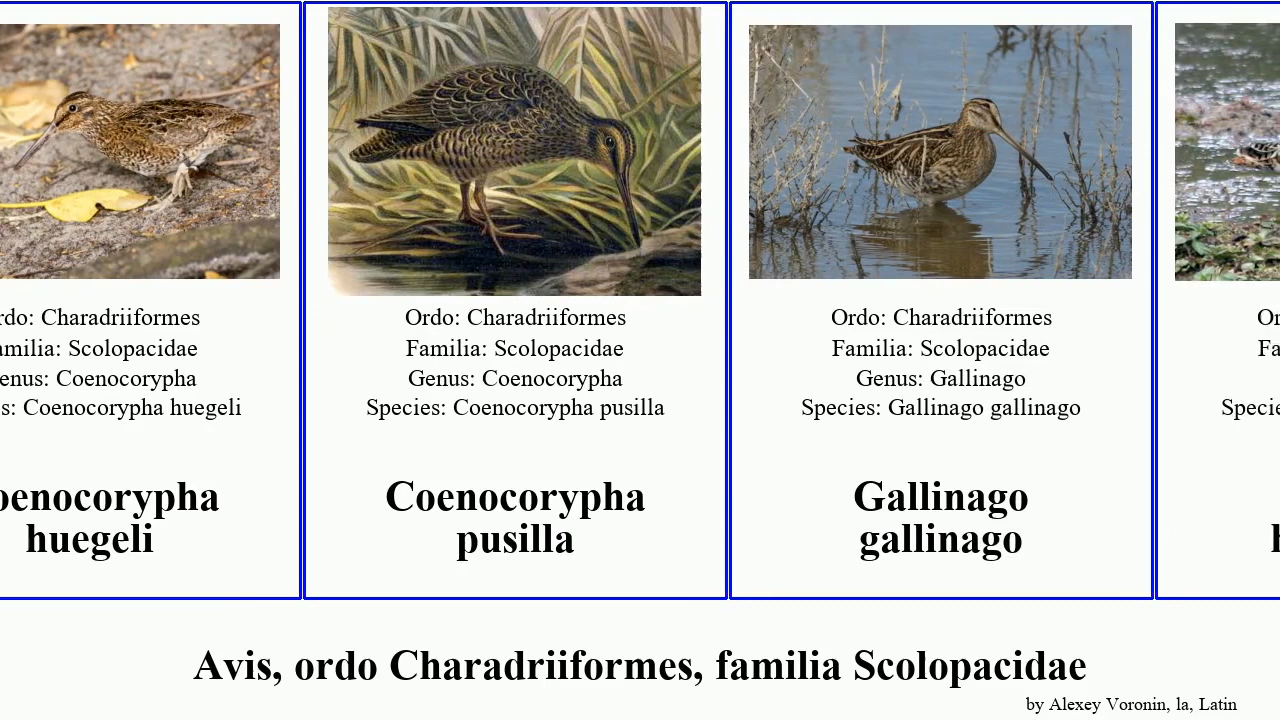 rdo: Charadriiformes
amilia: Scolopacidae
enus: Coenocorypha
s: Coenocorypha huegeli
oenocorypha
huegeli
Ordo: Charadriiformes
Familia: Scolopacidae
Genus: Coenocorypha
Species: Coenocorypha pusilla
Coenocorypha
pusilla
Ordo: Charadriiformes
Familia: Scolopacidae
Genus: Gallinago
Species: Gallinago gallinago
Gallinago
gallinago
Or
Fa
Specie
Avis, ordo Charadriiformes, familia Scolopacidae
by Alexey Voronin, la, Latin